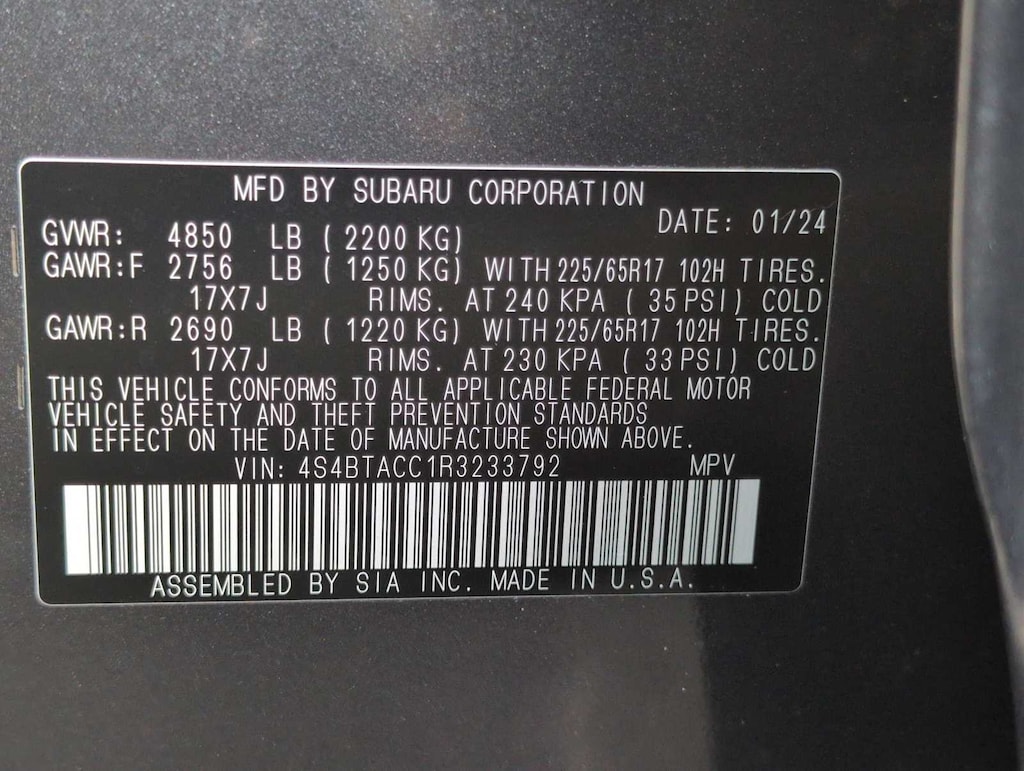 MFD BY SUBARU CORPORATION
DATE: 01/24
GVWR: 4850 LB (2200 KG)
GAWR:F 2756 LB (1250 KG) WITH 225/65R17 102H TIRES.
17X7J RIMS. AT 240 KPA (35 PSI) COLD
GAWR:R 2690 LB (1220 KG) WITH 225/65R17 102H TIRES.
17X7J RIMS. AT 230 KPA (33 PSI) COLD
THIS VEHICLE CONFORMS TO ALL APPLICABLE FEDERAL MOTOR
VEHICLE SAFETY AND THEFT PREVENTION STANDARDS
IN EFFECT ON THE DATE OF MANUFACTURE SHOWN ABOVE.
VIN: 4S4BTACC1R3233792 MPV
ASSEMBLED BY SIA INC. MADE IN U.S.A.